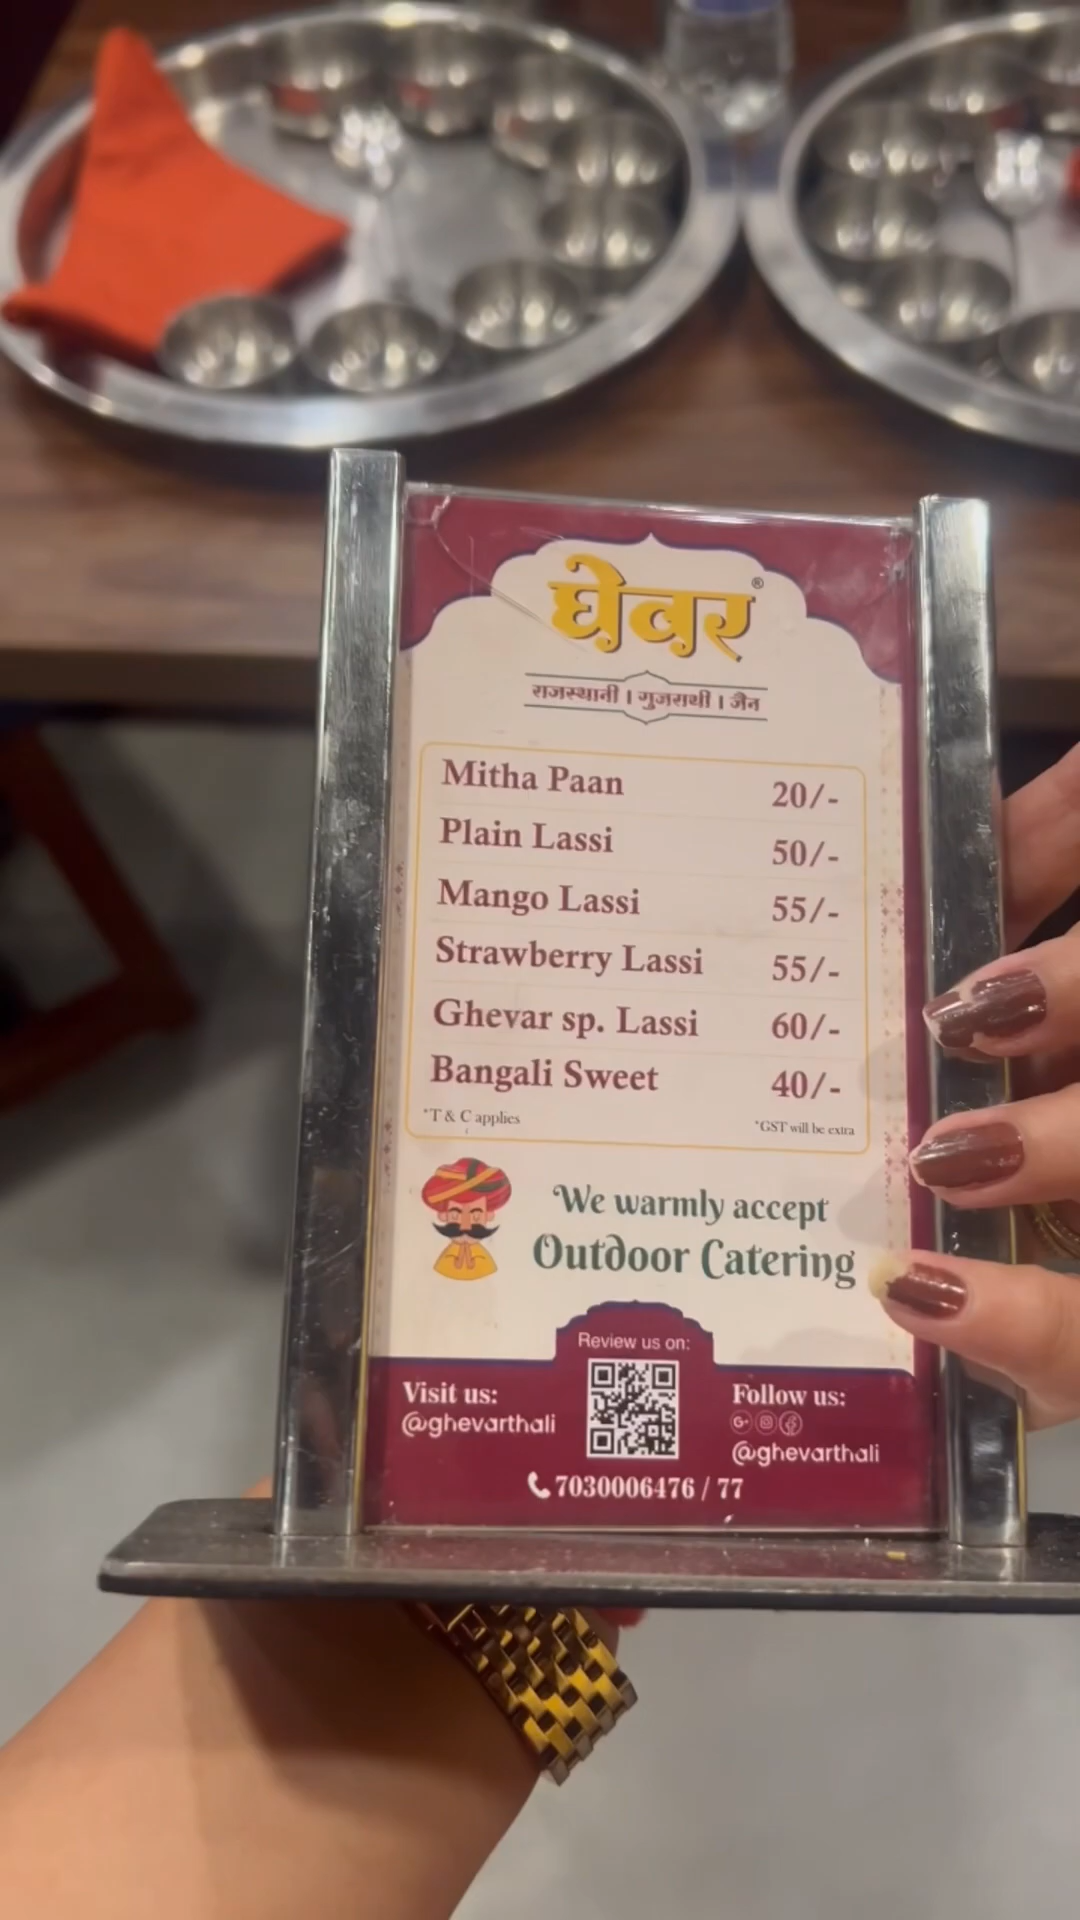 घेवर®
राजस्थानी । गुजराथी । जैन
Mitha Paan 20/-
Plain Lassi 50/-
Mango Lassi 55/-
Strawberry Lassi 55/-
Ghevar sp. Lassi 60/-
Bangali Sweet 40/-
*T & C applies *GST will be extra
We warmly accept
Outdoor Catering
Review us on:
Visit us:
@ghevarthali
Follow us:
@ghevarthali
7030006476 / 77